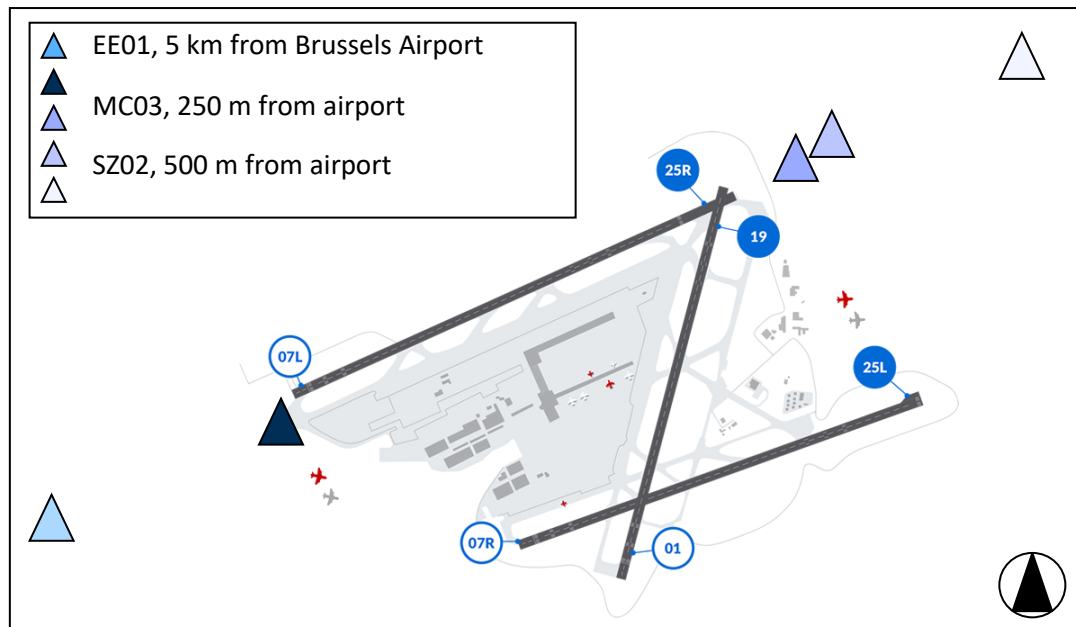 EE01, 5 km from Brussels Airport
MC03, 250 m from airport
SZ02, 500 m from airport
25R
19
07L
25L
07R
01